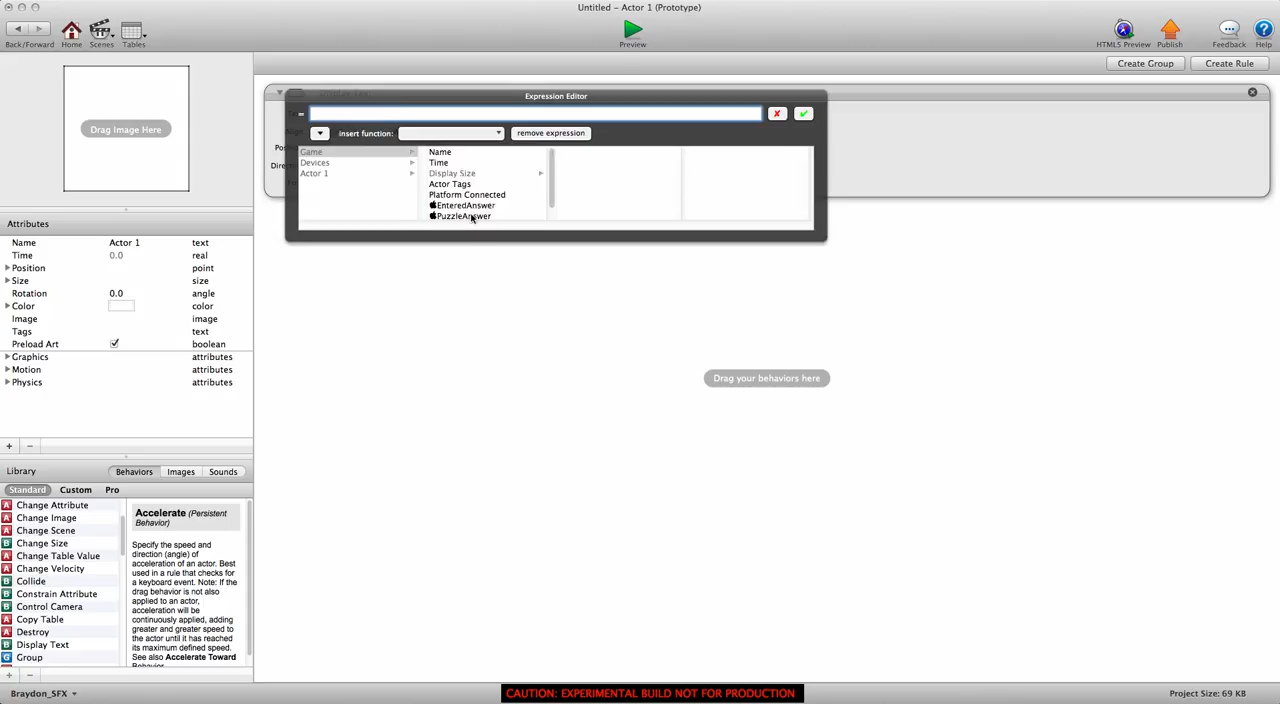 Untitled - Actor 1 (Prototype)
Back/Forward
Home
Scenes
Tables
Preview
HTML5 Preview
Publish
Feedback
Help
Create Group
Create Rule
Drag Image Here
Expression Editor
=
insert function:
remove expression
Game
Devices
Actor 1
Name
Time
Display Size
Actor Tags
Platform Connected
EnteredAnswer
PuzzleAnswer
Attributes
Name Actor 1 text
Time 0.0 real
Position point
Size size
Rotation 0.0 angle
Color color
Image image
Tags text
Preload Art boolean
Graphics attributes
Motion attributes
Physics attributes
Drag your behaviors here
Library
Behaviors
Images
Sounds
Standard
Custom
Pro
Change Attribute
Change Image
Change Scene
Change Size
Change Table Value
Change Velocity
Collide
Constrain Attribute
Control Camera
Copy Table
Destroy
Display Text
Group
Accelerate (Persistent
Behavior)
Specify the speed and
direction (angle) of
acceleration of an actor. Best
used in a rule that checks for
a keyboard event. Note: If the
drag behavior is not also
applied to an actor,
acceleration will be
continuously applied, adding
greater and greater speed to
the actor until it has reached
its maximum defined speed.
See also Accelerate Toward
Behavior.
Braydon_SFX
CAUTION: EXPERIMENTAL BUILD NOT FOR PRODUCTION
Project Size: 69 KB